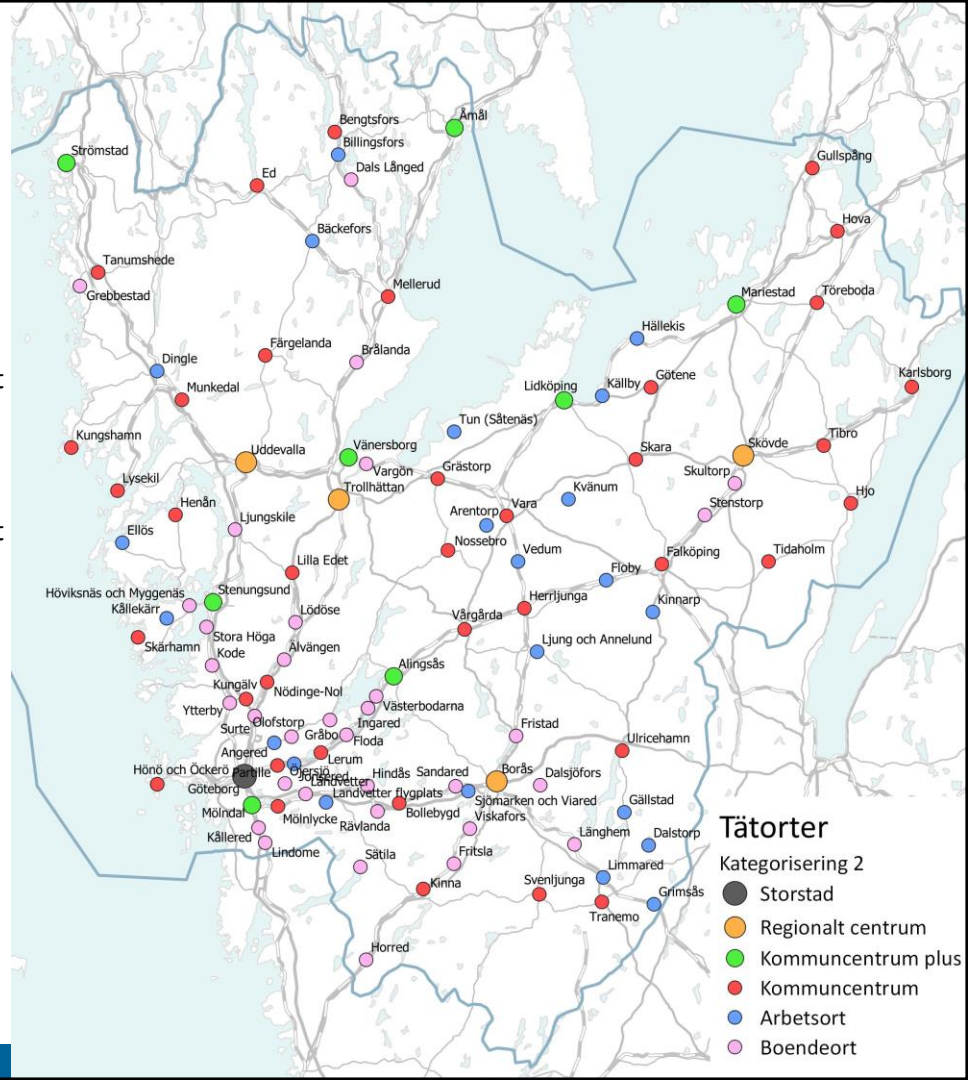 Bengtsfors
Åmål
Billingsfors
Strömstad
Dals Långed
Gullspång
Ed
Hova
Bäckefors
Tanumshede
Mellerud
Mariestad
Töreboda
Grebbestad
Hällekis
Färgelanda
Brålanda
Dingle
Karlsborg
Götene
Källby
Lidköping
Munkedal
Tun (Såtenäs)
Kungshamn
Tibro
Vänersborg
Skövde
Uddevalla
Skara
Vargön
Grästorp
Skultorp
Lysekil
Trollhättan
Kvänum
Hjo
Henån
Vara
Stenstorp
Arentorp
Ljungskile
Ellös
Nossebro
Vedum
Falköping
Tidaholm
Lilla Edet
Floby
Stenungsund
Höviksnäs och Myggenäs
Herrljunga
Kinnarp
Kållekärr
Lödöse
Vårgårda
Stora Höga
Ljung och Annelund
Skärhamn
Kode
Älvängen
Alingsås
Kungälv
Nödinge-Nol
Västerbodarna
Ytterby
Olofstorp
Ingared
Fristad
Surte
Gråbo
Floda
Ulricehamn
Angered
Lerum
Hönö och Öckerö
Partille
Öjersjö
Jonsered
Hindås
Sandared
Borås
Dalsjöfors
Landvetter
Göteborg
Landvetter flygplats
Sjömarken och Viared
Mölndal
Bollebygd
Gällstad
Mölnlycke
Rävlanda
Viskafors
Kållered
Länghem
Dalstorp
Lindome
Sätila
Fritsla
Limmared
Kinna
Svenljunga
Grimsås
Tranemo
Horred
t
t
Tätorter
Kategorisering 2
Storstad
Regionalt centrum
Kommuncentrum plus
Kommuncentrum
Arbetsort
Boendeort